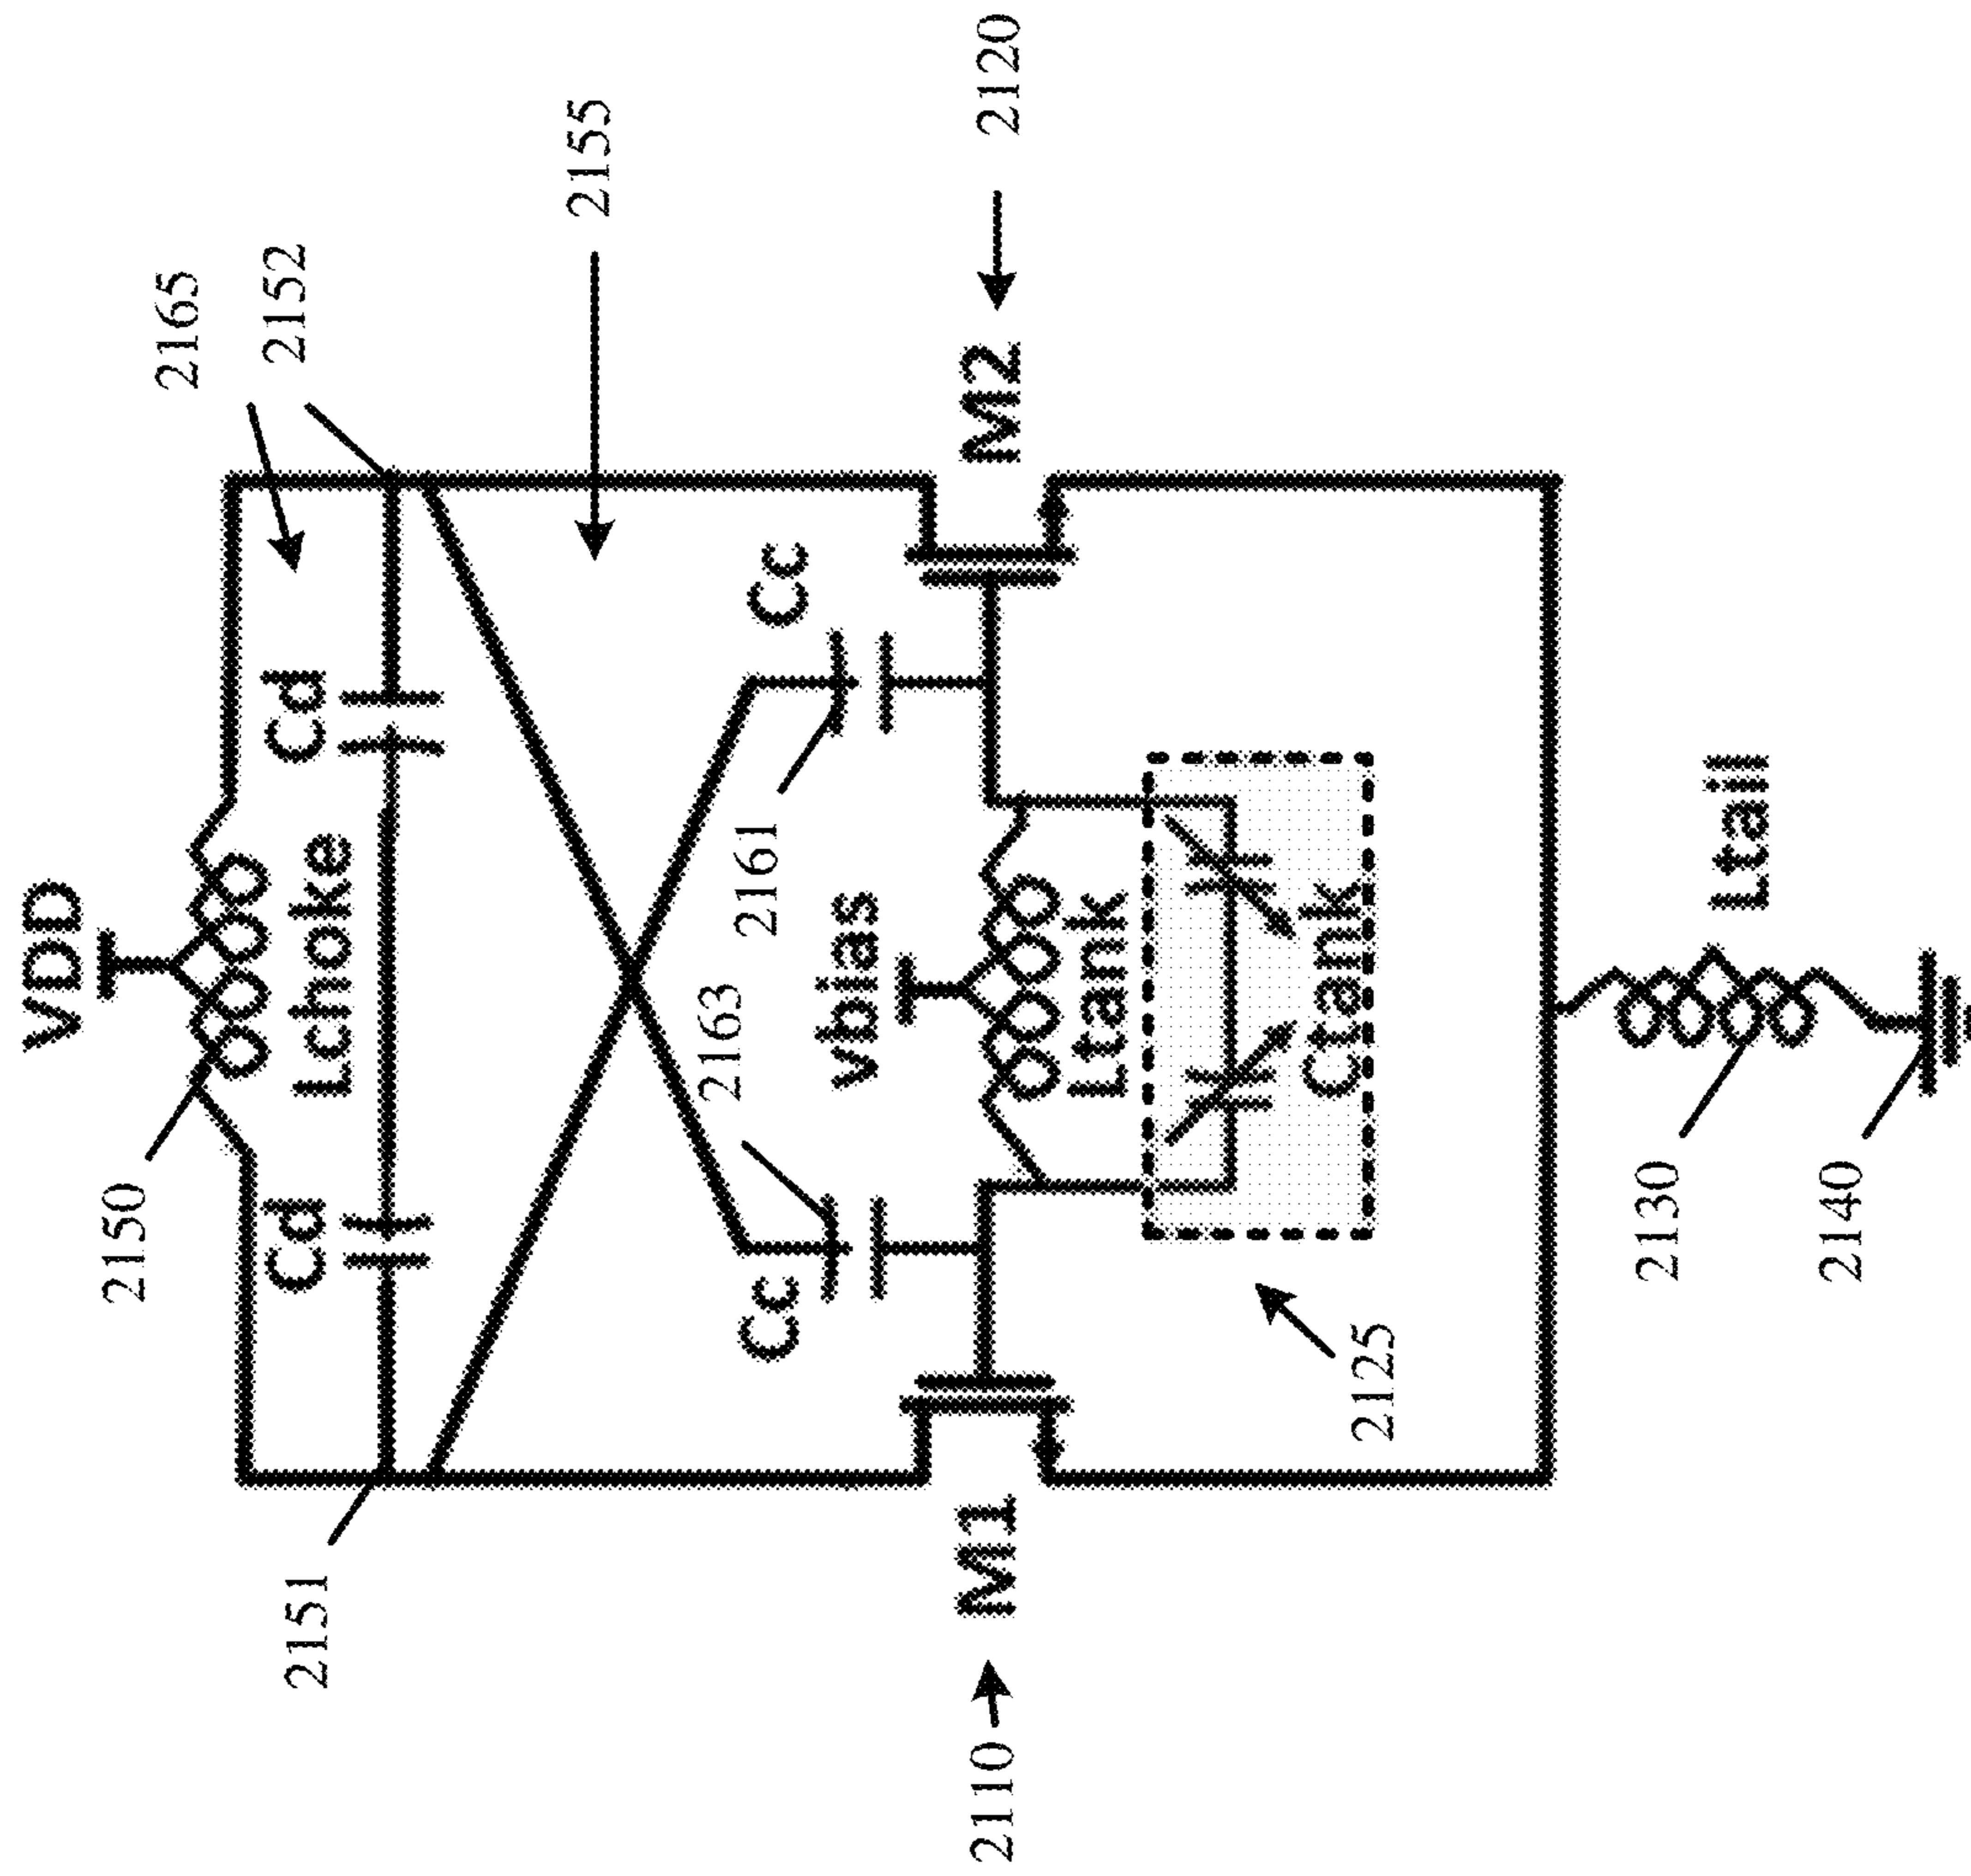 VDD
2165
2152
2150
Lchoke
Cd
Cd
2151
2155
Cc
2161
2163
Cc
vbias
Ltank
Ctank
2125
M1
2110
M2
2120
Ltail
2130
2140